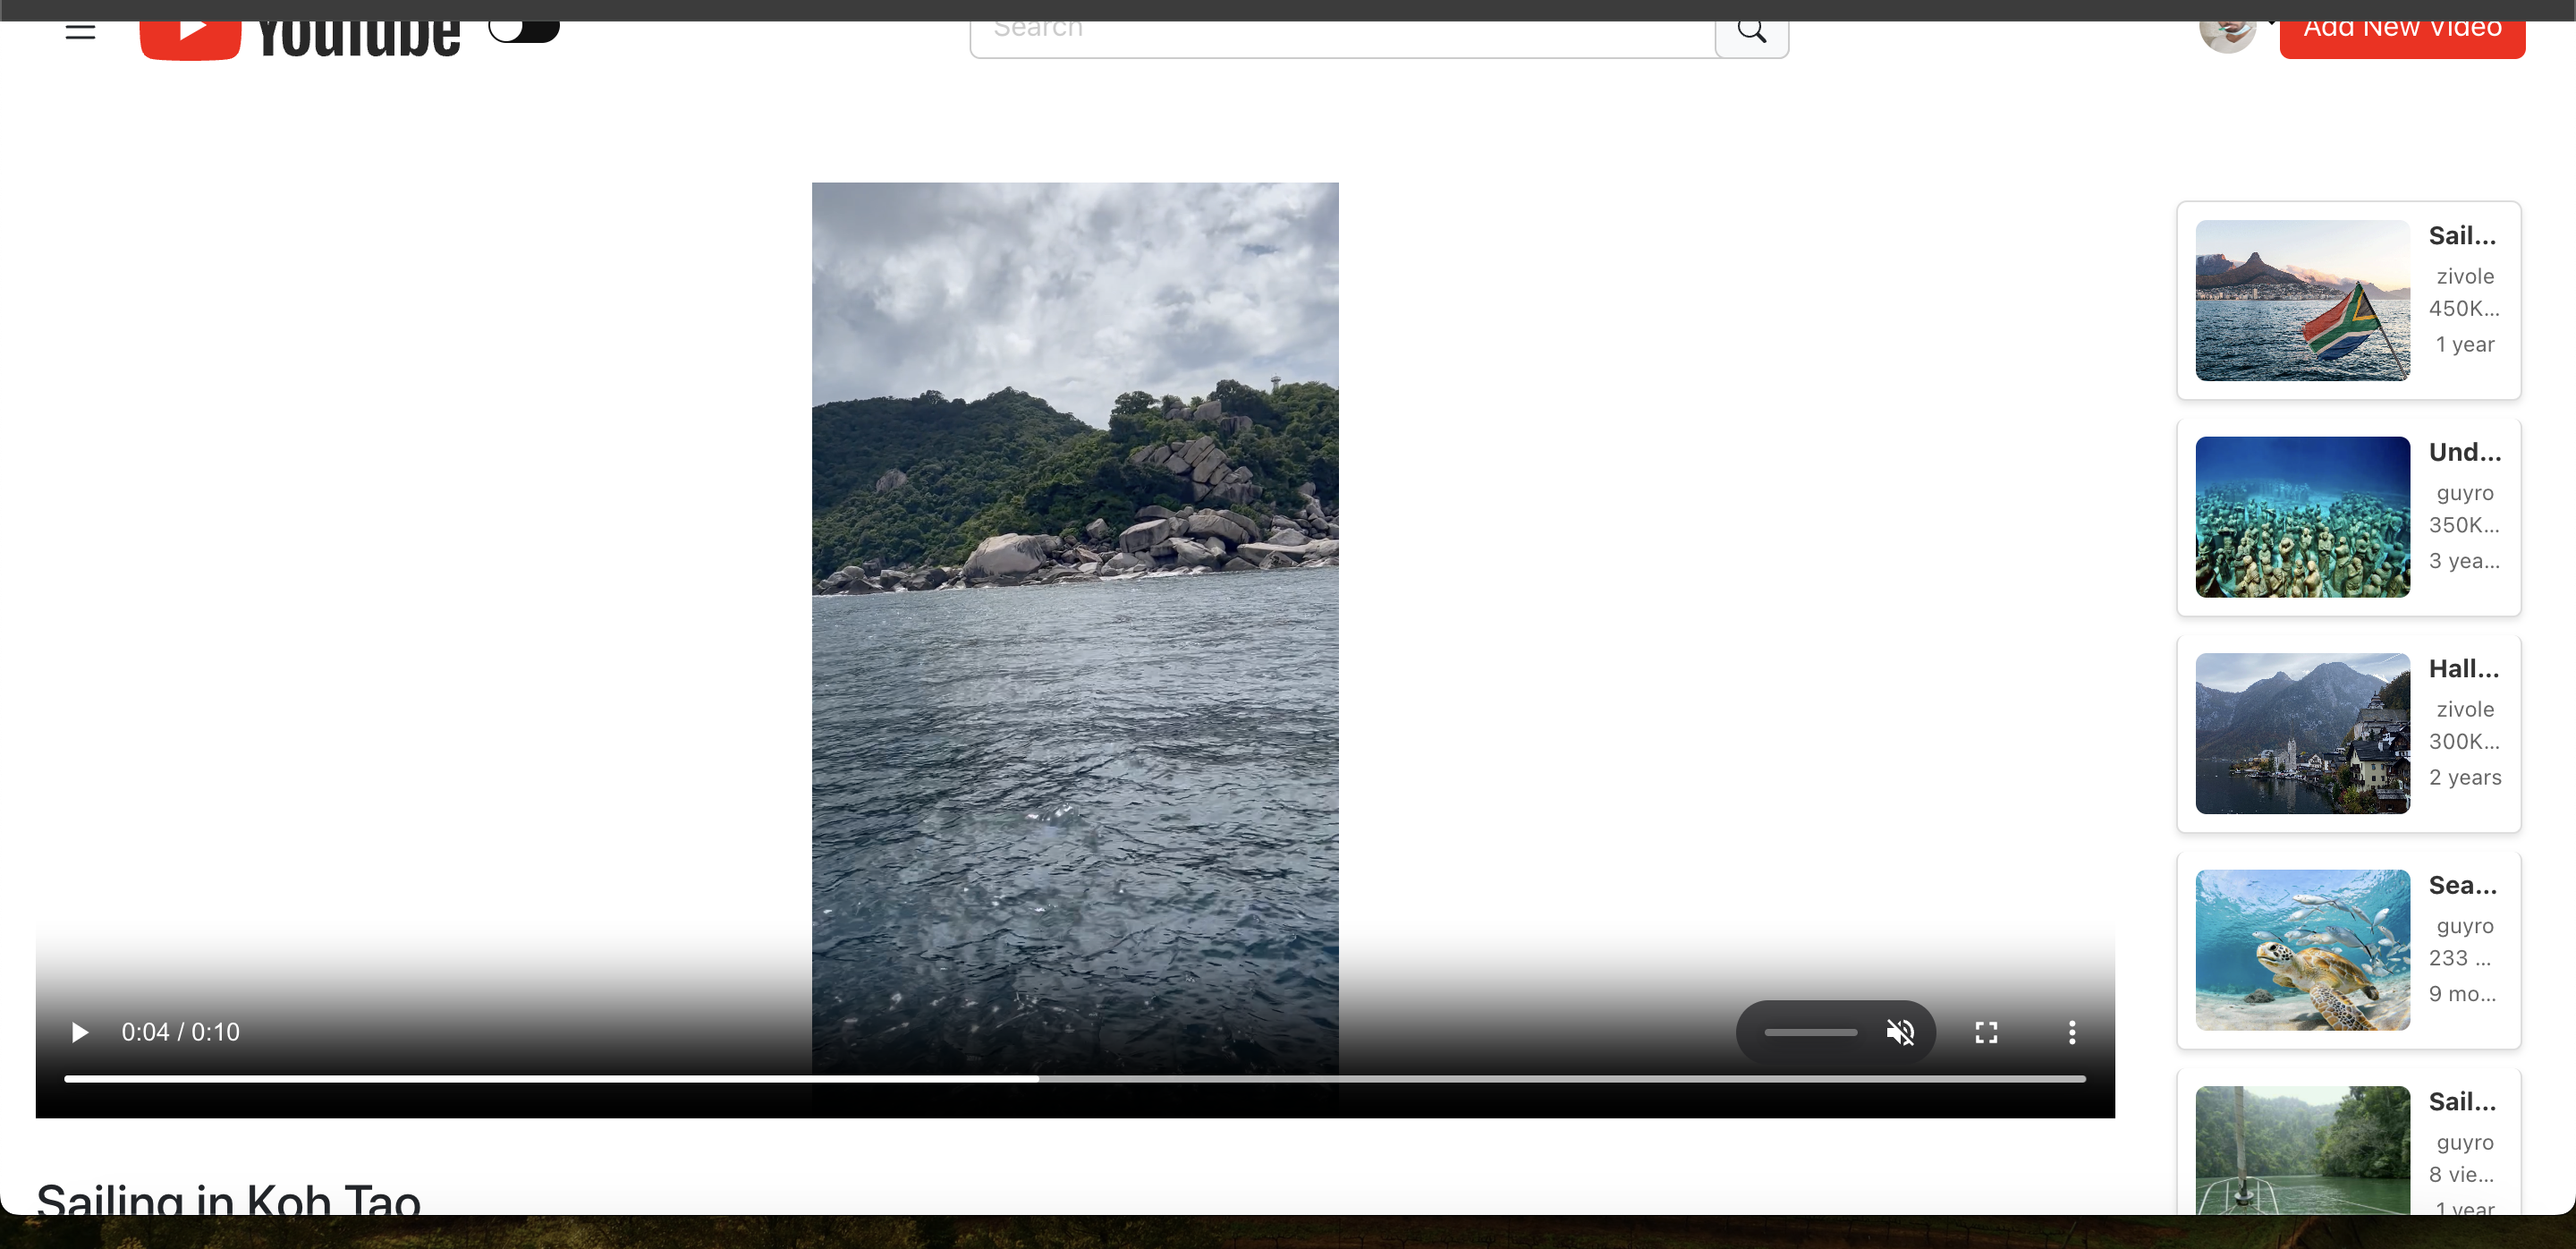 YouTube
Search
Add New Video
Sail...
zivole
450K...
1 year
Und...
guyro
350K...
3 yea...
Hall...
zivole
300K...
2 years
Sea...
guyro
233 ...
9 mo...
Sail...
guyro
8 vie...
1 year
0:04 / 0:10
Sailing in Koh Tao